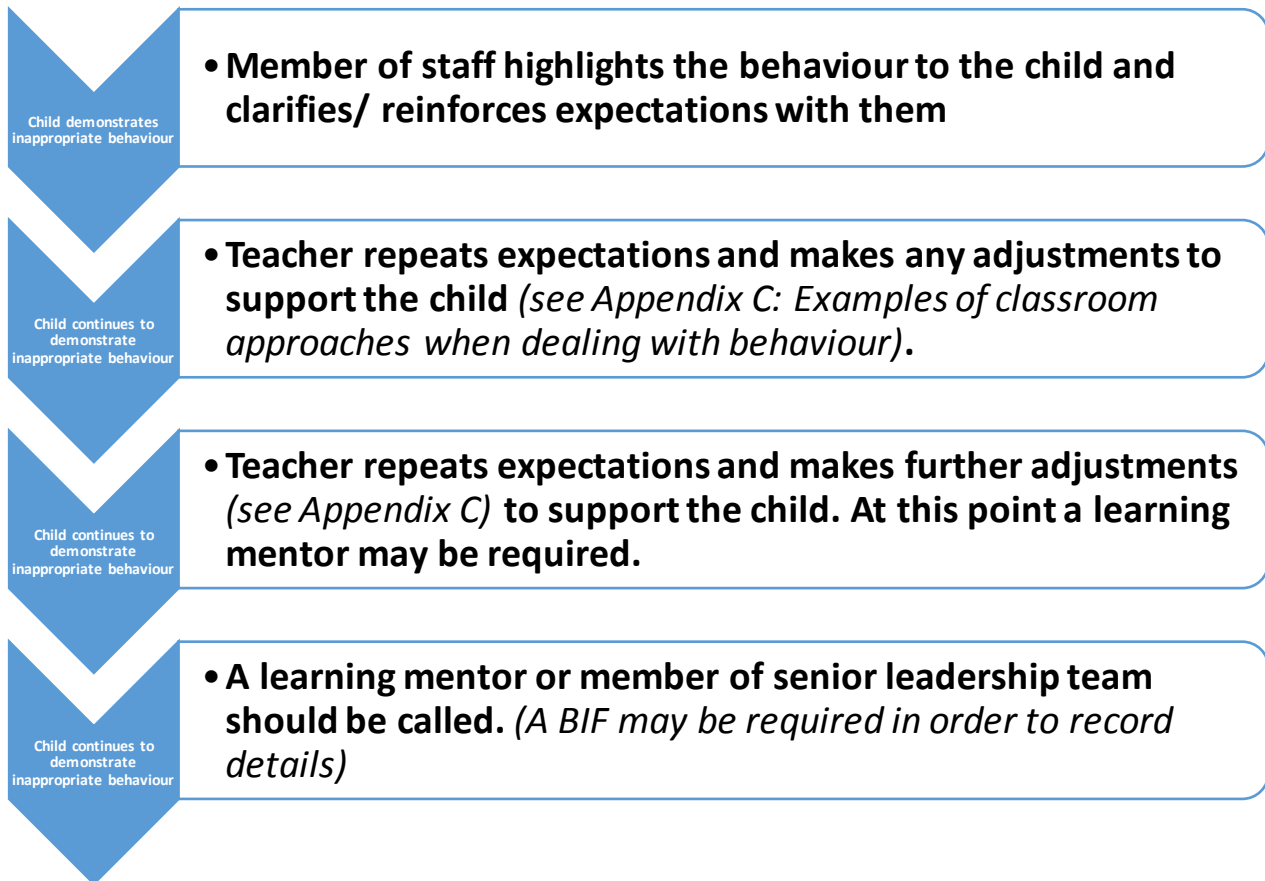 Child demonstrates
inappropriate behaviour
• Member of staff highlights the behaviour to the child and
clarifies/ reinforces expectations with them
Child continues to
demonstrate
inappropriate behaviour
• Teacher repeats expectations and makes any adjustments to
support the child (see Appendix C: Examples of classroom
approaches when dealing with behaviour).
Child continues to
demonstrate
inappropriate behaviour
• Teacher repeats expectations and makes further adjustments
(see Appendix C) to support the child. At this point a learning
mentor may be required.
Child continues to
demonstrate
inappropriate behaviour
• A learning mentor or member of senior leadership team
should be called. (A BIF may be required in order to record
details)